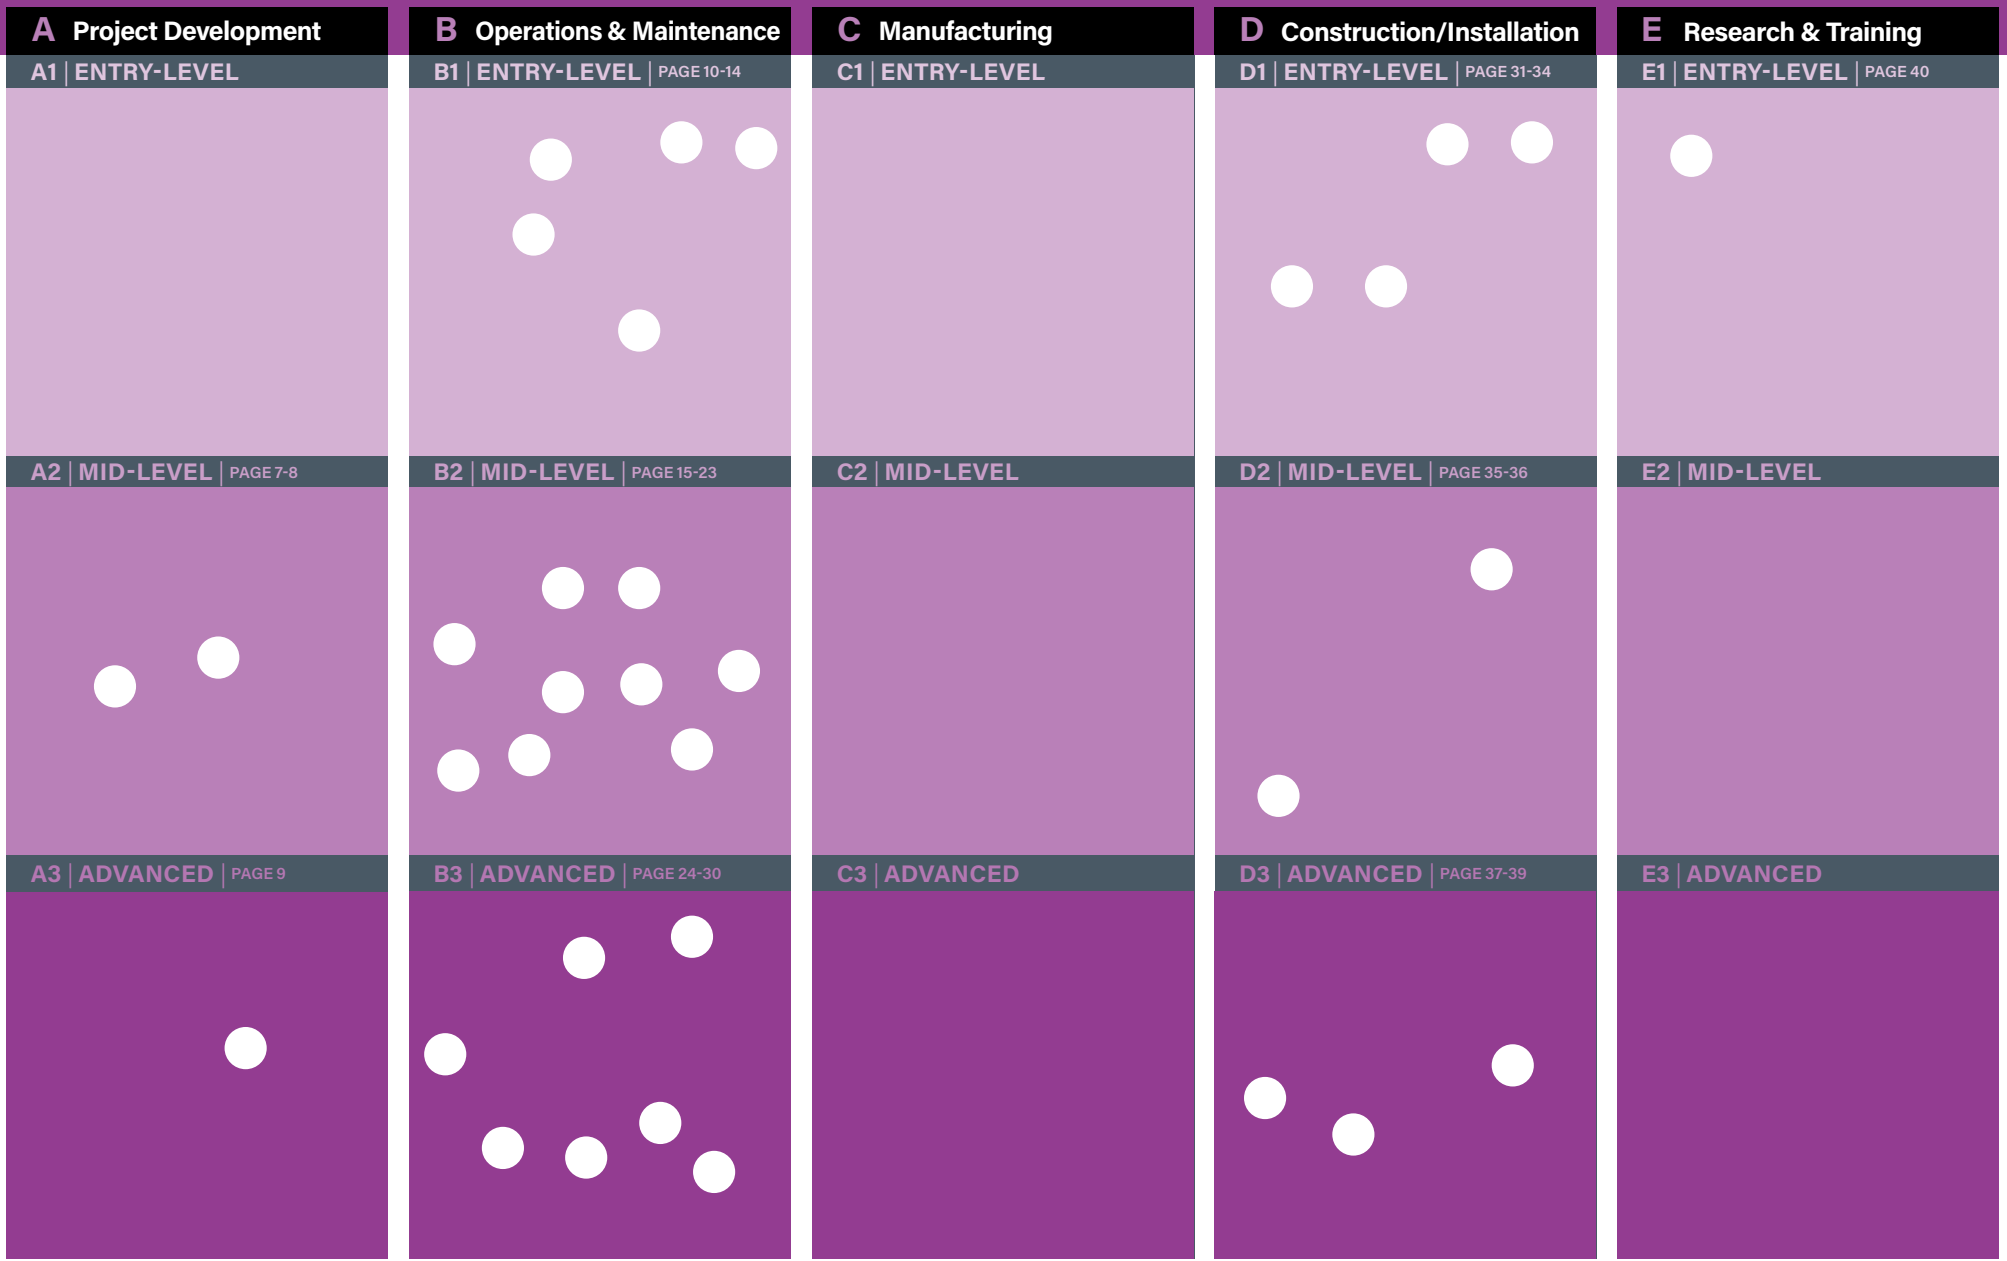 A Project Development
B Operations & Maintenance
C Manufacturing
D Construction/Installation
E Research & Training
A1 | ENTRY-LEVEL
B1 | ENTRY-LEVEL | PAGE 10-14
C1 | ENTRY-LEVEL
D1 | ENTRY-LEVEL | PAGE 31-34
E1 | ENTRY-LEVEL | PAGE 40
A2 | MID-LEVEL | PAGE 7-8
B2 | MID-LEVEL | PAGE 15-23
C2 | MID-LEVEL
D2 | MID-LEVEL | PAGE 35-36
E2 | MID-LEVEL
A3 | ADVANCED | PAGE 9
B3 | ADVANCED | PAGE 24-30
C3 | ADVANCED
D3 | ADVANCED | PAGE 37-39
E3 | ADVANCED